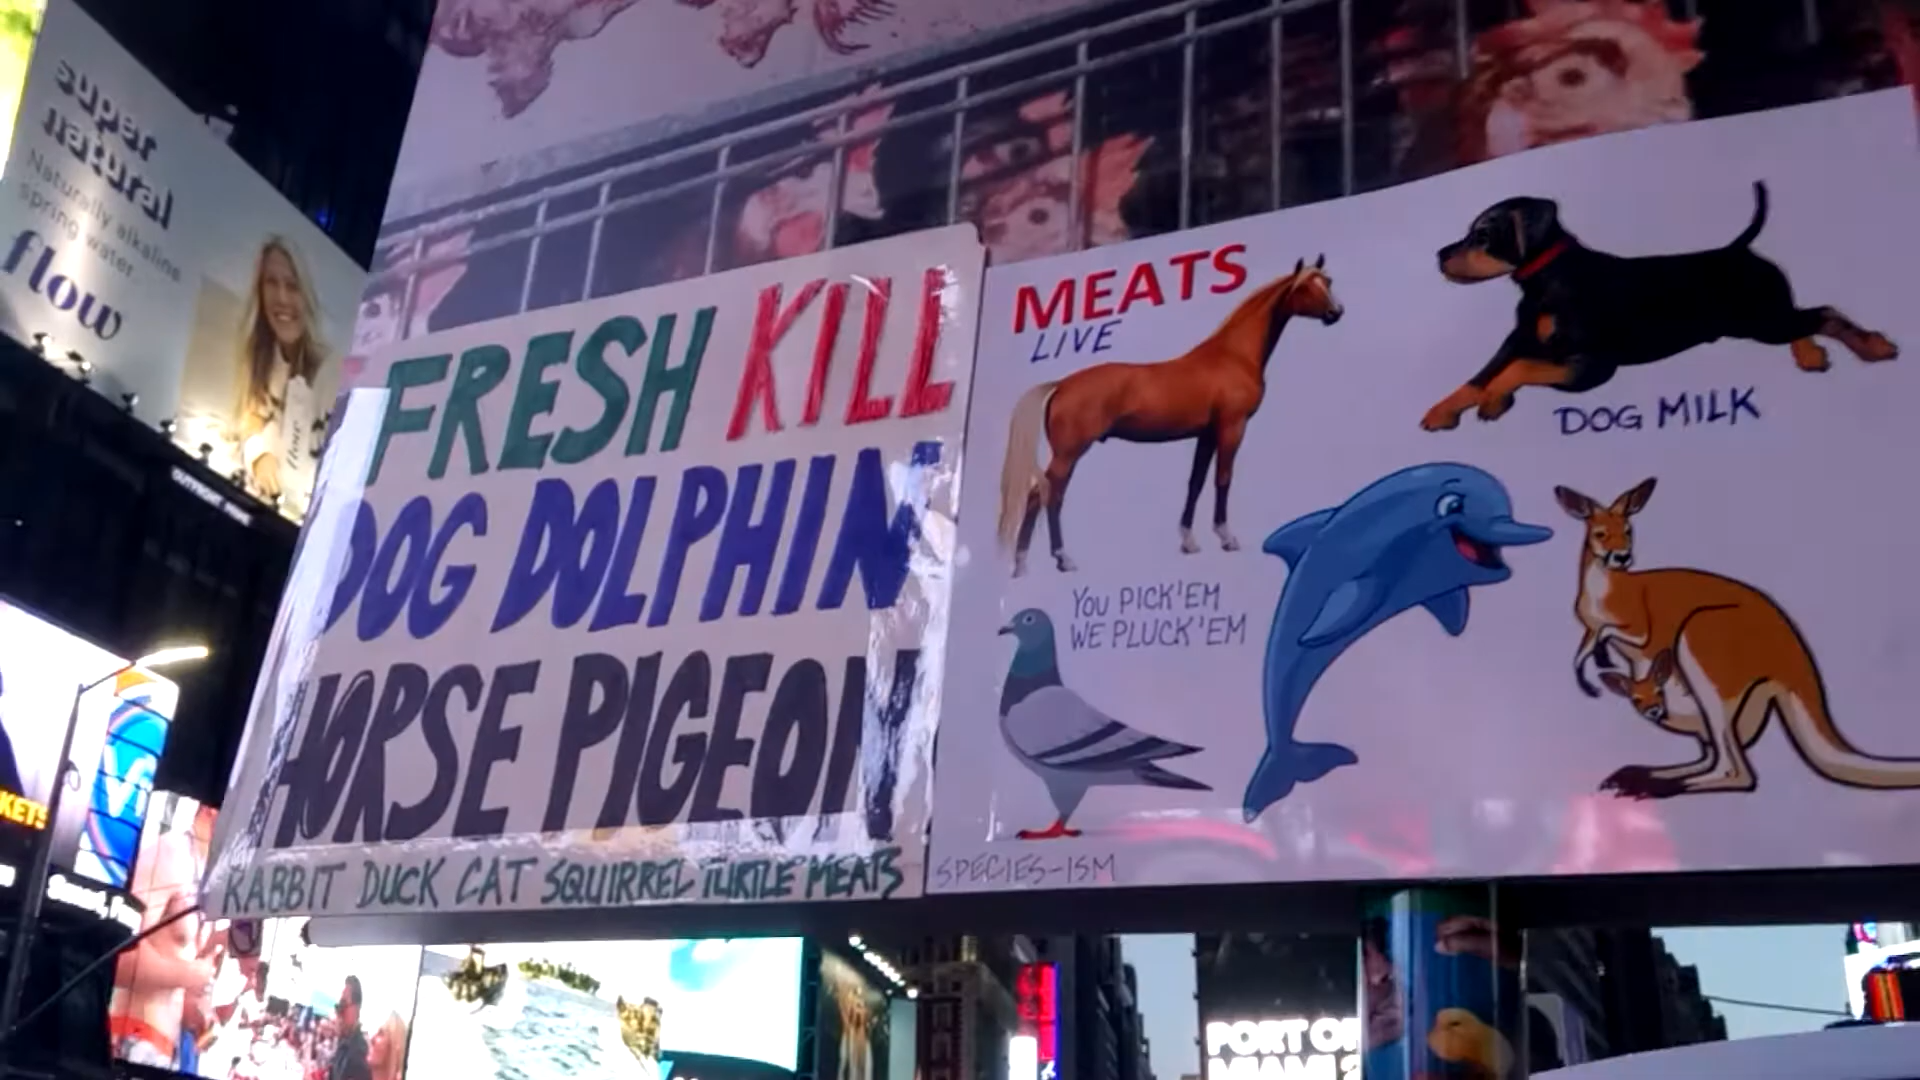 super
natural
Naturally alkaline
spring water
flow
FRESH KILL
DOG DOLPHIN
HORSE PIGEON
RABBIT DUCK CAT SQUIRREL TURTLE MEATS
MEATS
LIVE
DOG MILK
YOU PICK'EM
WE PLUCK'EM
SPECIES-ISM
KETS
PORT OF
MIAMI